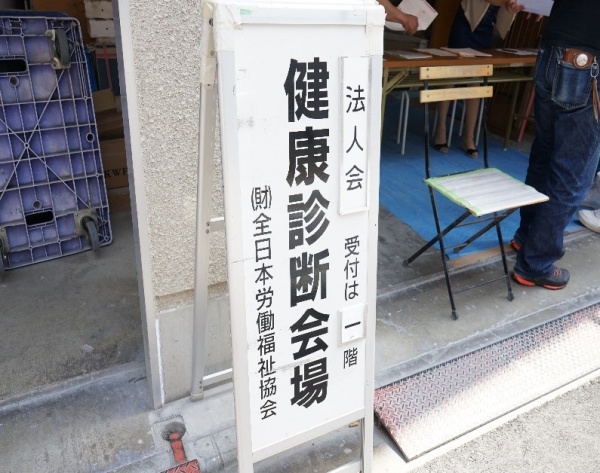 法人会 受付は一階
健康診断会場
(財)全日本労働福祉協会